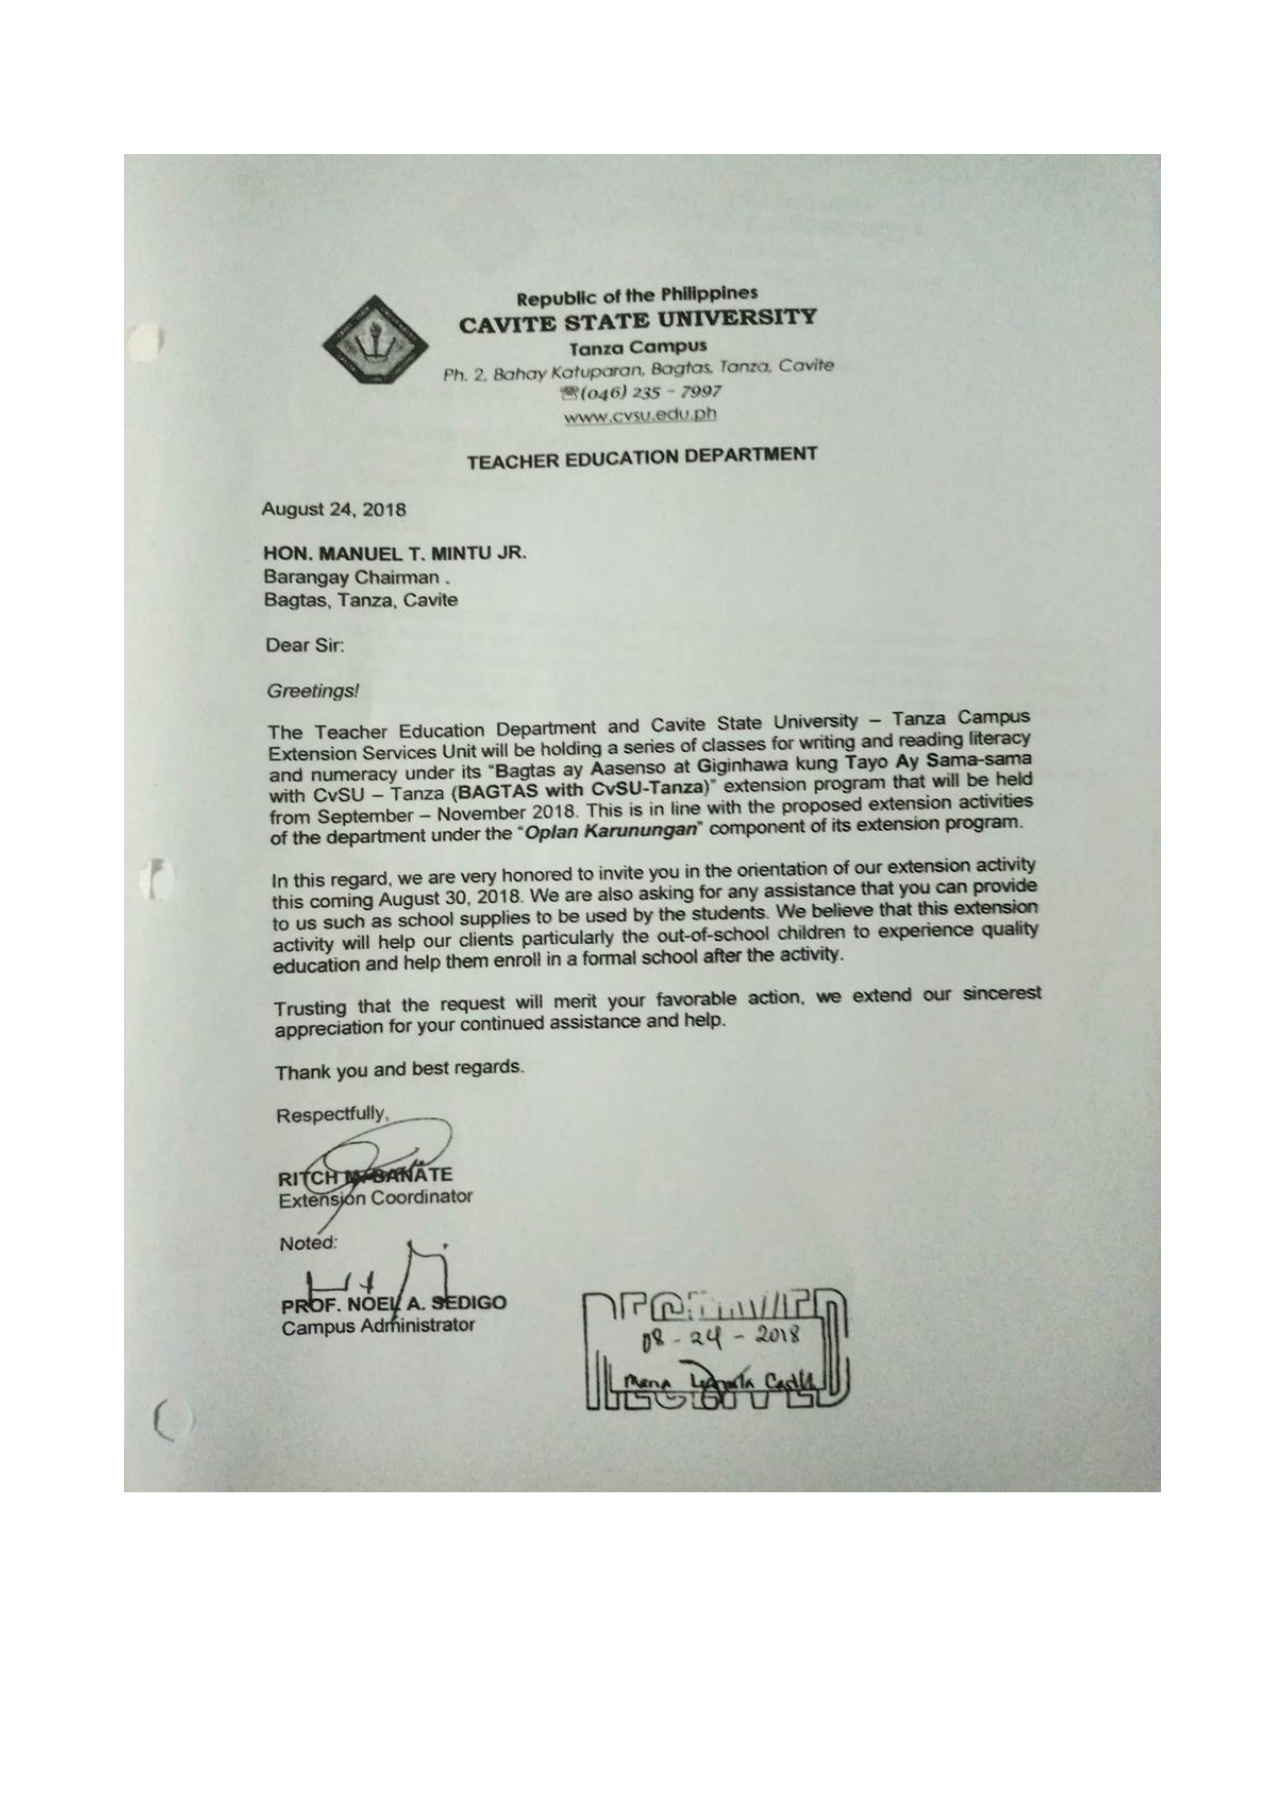 Republic of the Philippines
CAVITE STATE UNIVERSITY
Tanza Campus
Ph. 2, Bahay Katuparan, Bagtas, Tanza, Cavite
☏(046) 235 - 7997
www.cvsu.edu.ph
TEACHER EDUCATION DEPARTMENT
August 24, 2018
HON. MANUEL T. MINTU JR.
Barangay Chairman .
Bagtas, Tanza, Cavite
Dear Sir:
Greetings!
The Teacher Education Department and Cavite State University – Tanza Campus
Extension Services Unit will be holding a series of classes for writing and reading literacy
and numeracy under its "Bagtas ay Aasenso at Giginhawa kung Tayo Ay Sama-sama
with CvSU – Tanza (BAGTAS with CvSU-Tanza)" extension program that will be held
from September – November 2018. This is in line with the proposed extension activities
of the department under the "Oplan Karunungan" component of its extension program.
In this regard, we are very honored to invite you in the orientation of our extension activity
this coming August 30, 2018. We are also asking for any assistance that you can provide
to us such as school supplies to be used by the students. We believe that this extension
activity will help our clients particularly the out-of-school children to experience quality
education and help them enroll in a formal school after the activity.
Trusting that the request will merit your favorable action, we extend our sincerest
appreciation for your continued assistance and help.
Thank you and best regards.
Respectfully,
RITCH M. BANATE
Extension Coordinator
Noted:
PROF. NOEL A. SEDIGO
Campus Administrator
08 - 24 - 2018
RECEIVED